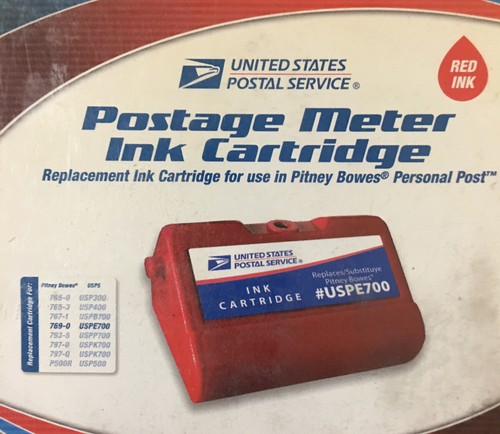 UNITED STATES
POSTAL SERVICE®
RED
INK
Postage Meter
Ink Cartridge
Replacement Ink Cartridge for use in Pitney Bowes® Personal Post™
UNITED STATES
POSTAL SERVICE®
INK
CARTRIDGE
Replaces/Substituye
Pitney Bowes®
#USPE700
Replacement Cartridge For:
Pitney Bowes® USPS
765-0 USP300
765-3 USP400
767-1 USPB700
769-0 USPE700
793-5 USPP700
797-0 USPK700
797-Q USPK700
P500R USP500